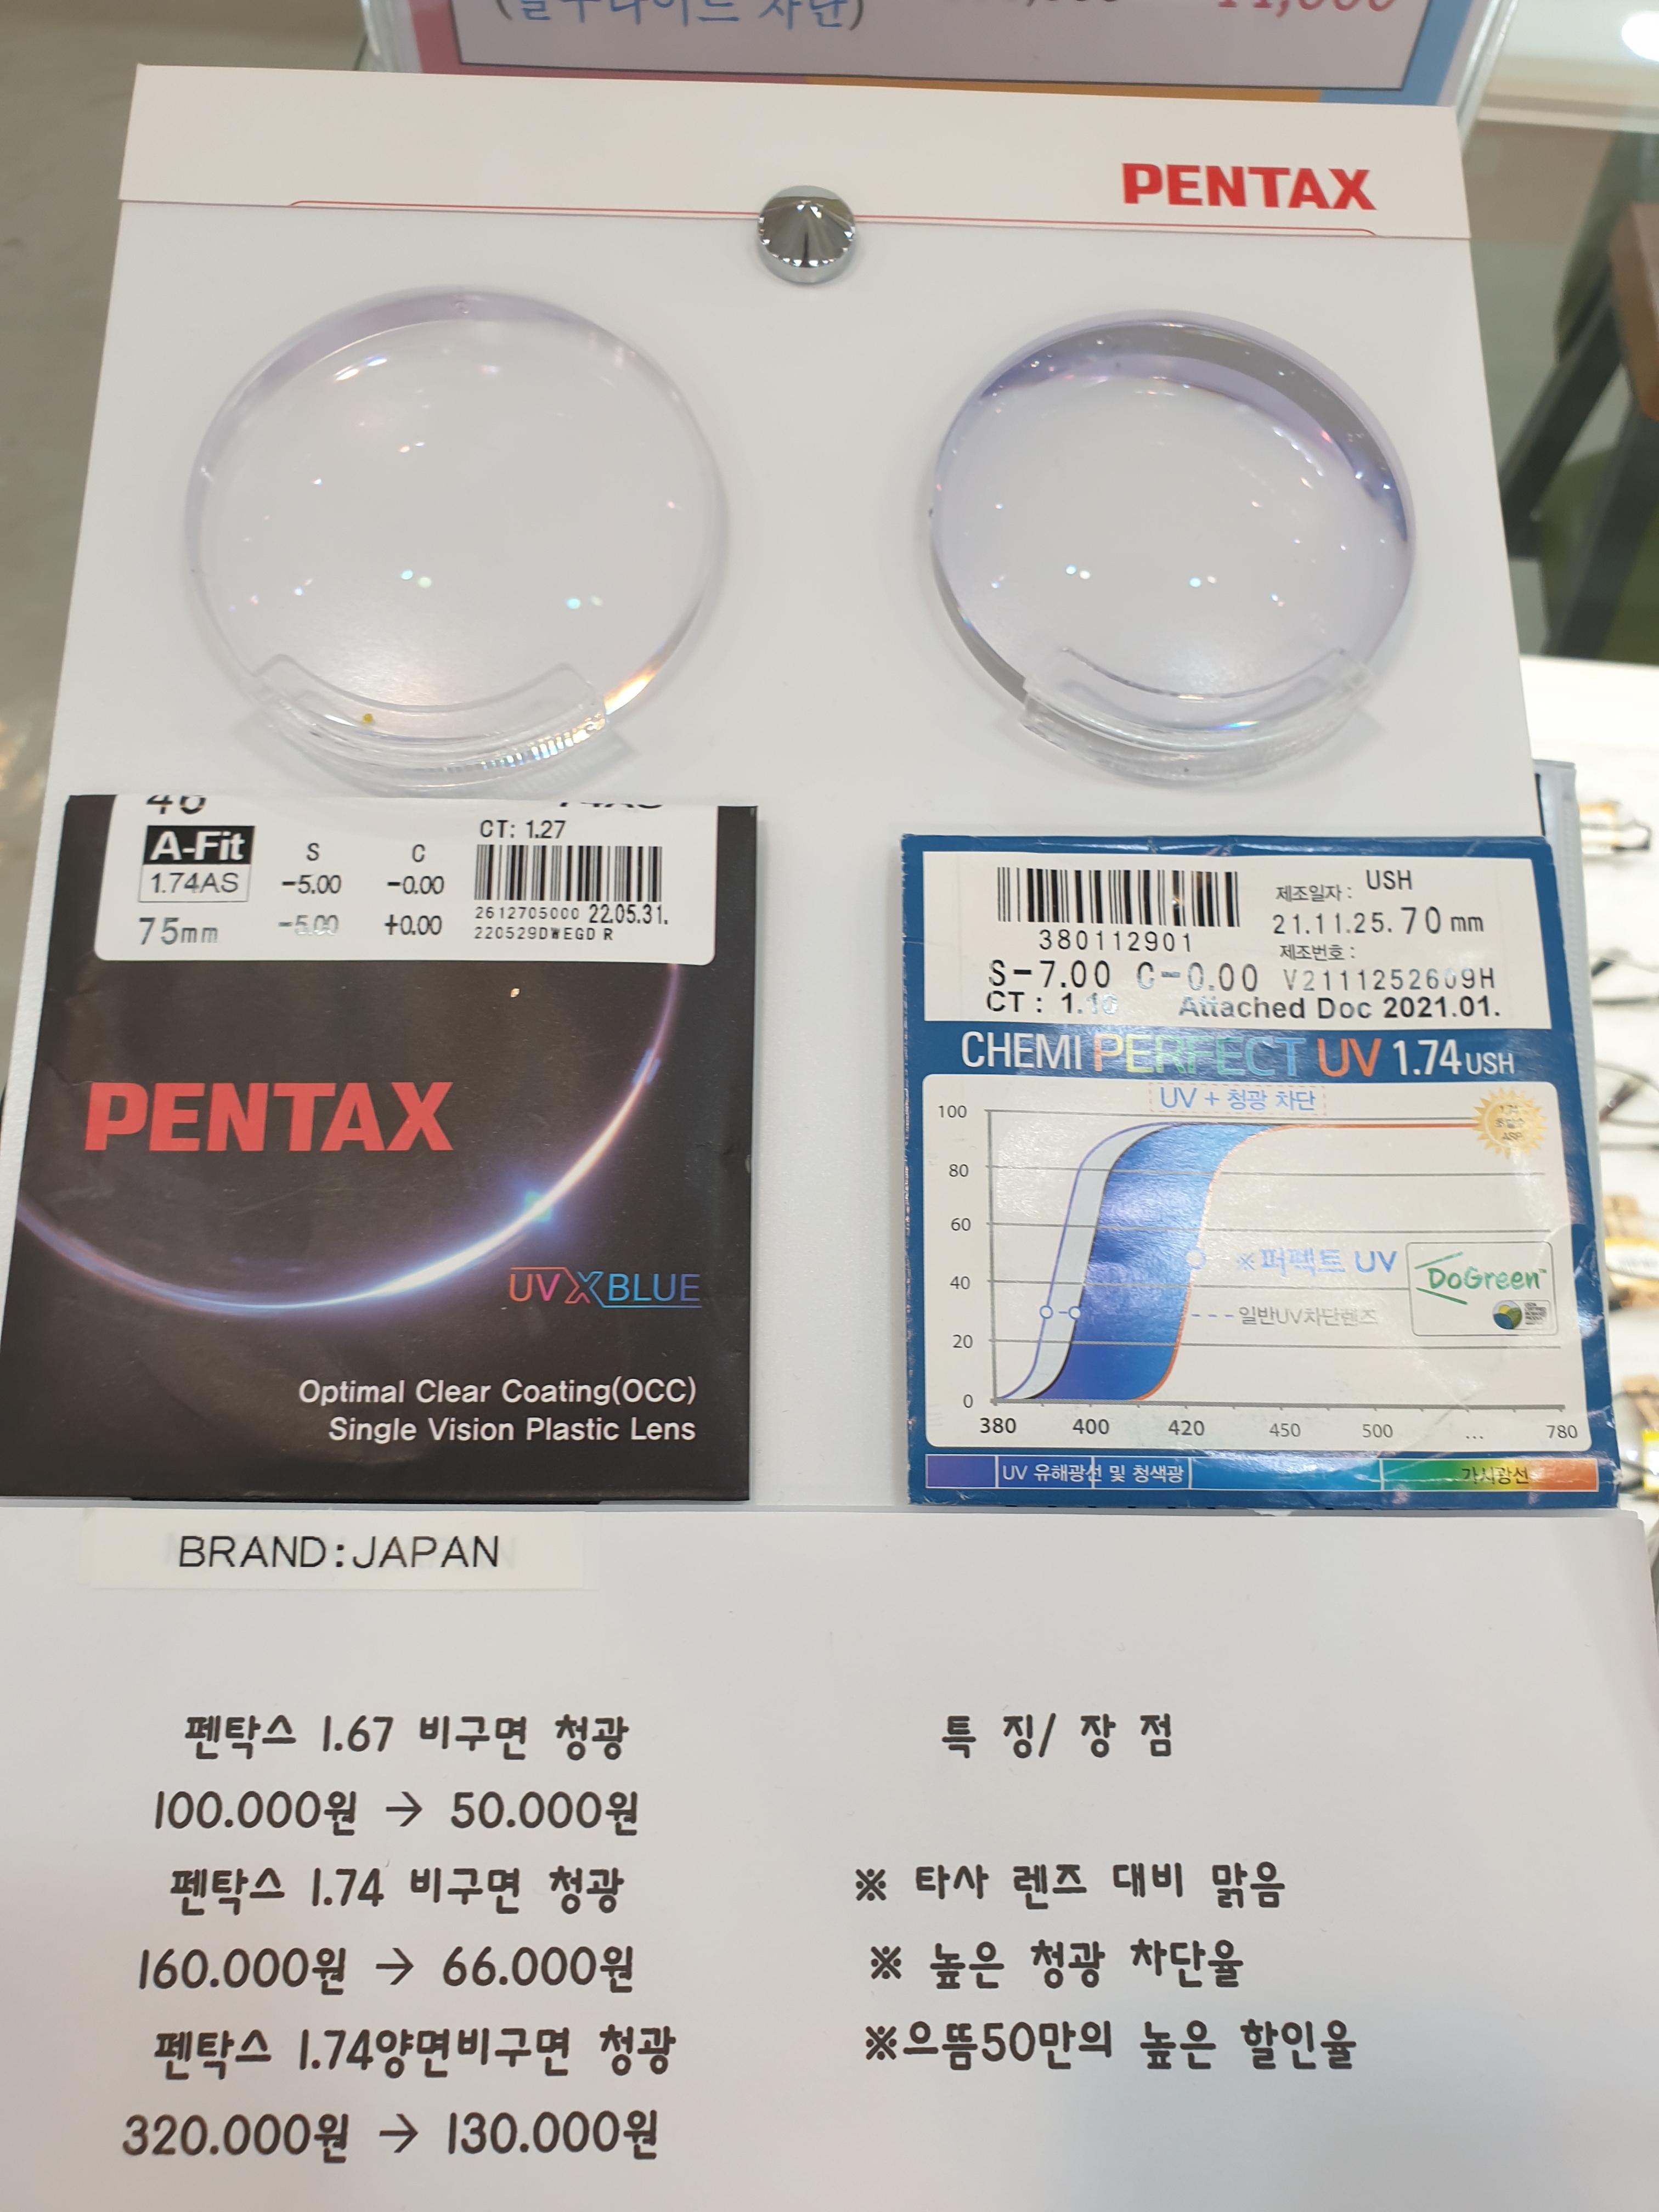 PENTAX
A-Fit
1.74AS
75mm
S C
-5.00 -0.00
-5.00 +0.00
CT: 1.27
2612705000 22.05.31.
220529DWEGD R
PENTAX
UVXBLUE
Optimal Clear Coating(OCC)
Single Vision Plastic Lens
제조일자 : USH
21.11.25. 70mm
380112901
제조번호 :
S-7.00 C-0.00 V2111252609H
CT : 1.10 Attached Doc 2021.01.
CHEMI PERFECT UV 1.74 USH
UV + 청광 차단
100
80
60
40
20
0
※퍼펙트 UV
일반UV차단렌즈
DoGreen™
380 400 420 450 500 ... 780
UV 유해광선 및 청색광 가시광선
BRAND:JAPAN
펜탁스 1.67 비구면 청광
100.000원 → 50.000원
펜탁스 1.74 비구면 청광
160.000원 → 66.000원
펜탁스 1.74양면비구면 청광
320.000원 → 130.000원
특 징/ 장 점
※ 타사 렌즈 대비 맑음
※ 높은 청광 차단율
※으뜸50만의 높은 할인율